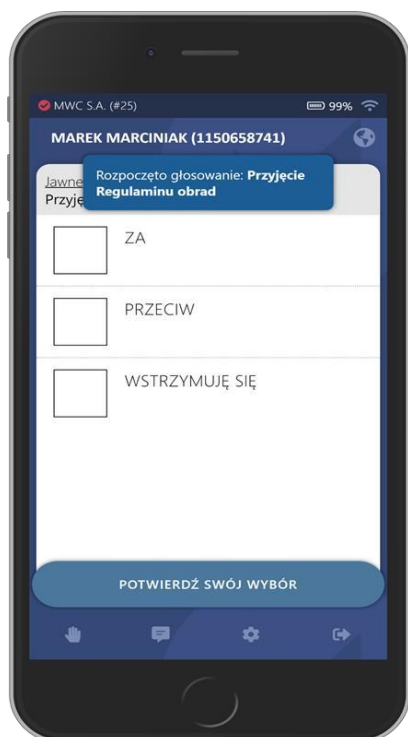 MWC S.A. (#25) 99%
MAREK MARCINIAK (1150658741)
Rozpoczęto głosowanie: Przyjęcie
Regulaminu obrad
Jawne
ZA
PRZECIW
WSTRZYMUJĘ SIĘ
POTWIERDŹ SWÓJ WYBÓR